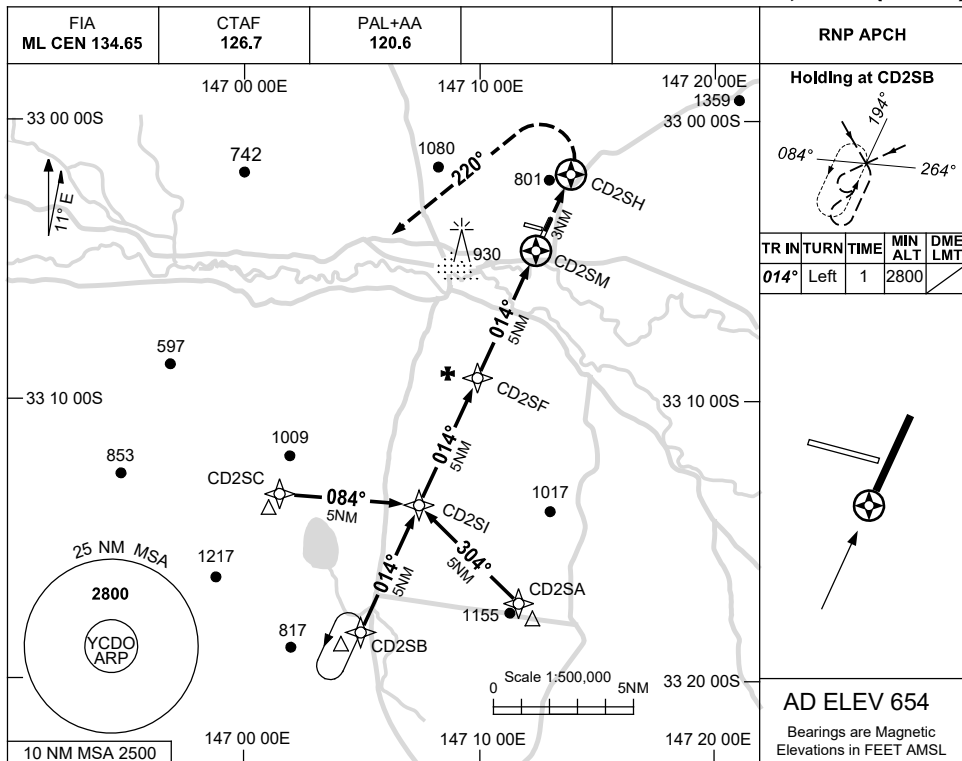 FIA
ML CEN 134.65
CTAF
126.7
PAL+AA
120.6
RNP APCH
147 00 00E
147 10 00E
147 20 00E
1359
33 00 00S
33 00 00S
742
1080
220°
801
CD2SH
11° E
3NM
930
CD2SM
014°
5NM
597
33 10 00S
33 10 00S
CD2SF
014°
5NM
1009
853
CD2SC
084°
5NM
CD2SI
1017
304°
5NM
25 NM MSA
1217
2800
014°
5NM
CD2SA
1155
YCDO
ARP
817
CD2SB
Scale 1:500,000
0
5NM
33 20 00S
10 NM MSA 2500
147 00 00E
147 10 00E
147 20 00E
Holding at CD2SB
194°
084°
264°
TR IN
TURN
TIME
MIN ALT
DME LMT
014°
Left
1
2800
AD ELEV 654
Bearings are Magnetic
Elevations in FEET AMSL